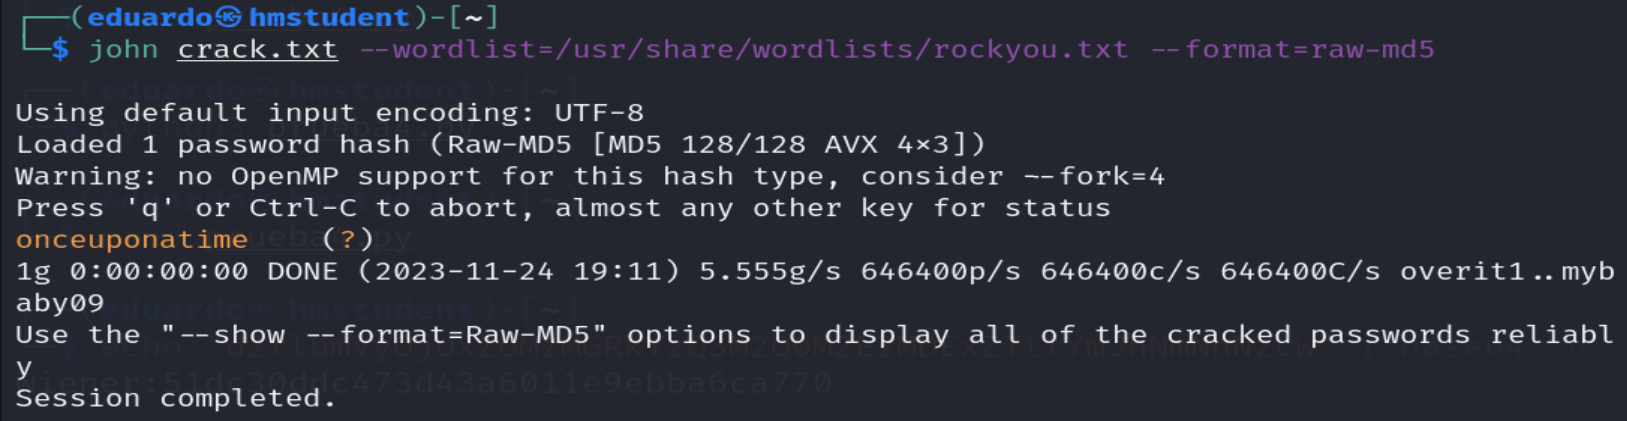 ┌──(eduardo㉿hmstudent)-[~]
└─$ john crack.txt --wordlist=/usr/share/wordlists/rockyou.txt --format=raw-md5
Using default input encoding: UTF-8
Loaded 1 password hash (Raw-MD5 [MD5 128/128 AVX 4×3])
Warning: no OpenMP support for this hash type, consider --fork=4
Press 'q' or Ctrl-C to abort, almost any other key for status
onceuponatime    (?)
1g 0:00:00:00 DONE (2023-11-24 19:11) 5.555g/s 646400p/s 646400c/s 646400C/s overit1..myb
aby09
Use the "--show --format=Raw-MD5" options to display all of the cracked passwords reliabl
y
Session completed.